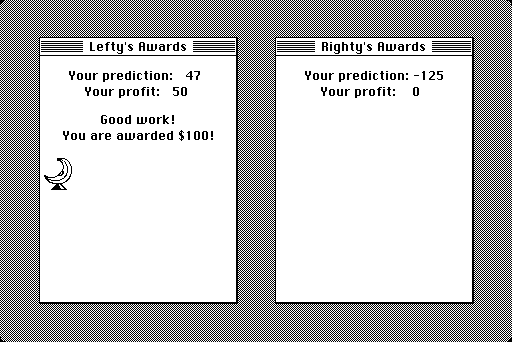 Lefty's Awards
Your prediction: 47
Your profit: 50
Good work!
You are awarded $100!
Righty's Awards
Your prediction: -125
Your profit: 0